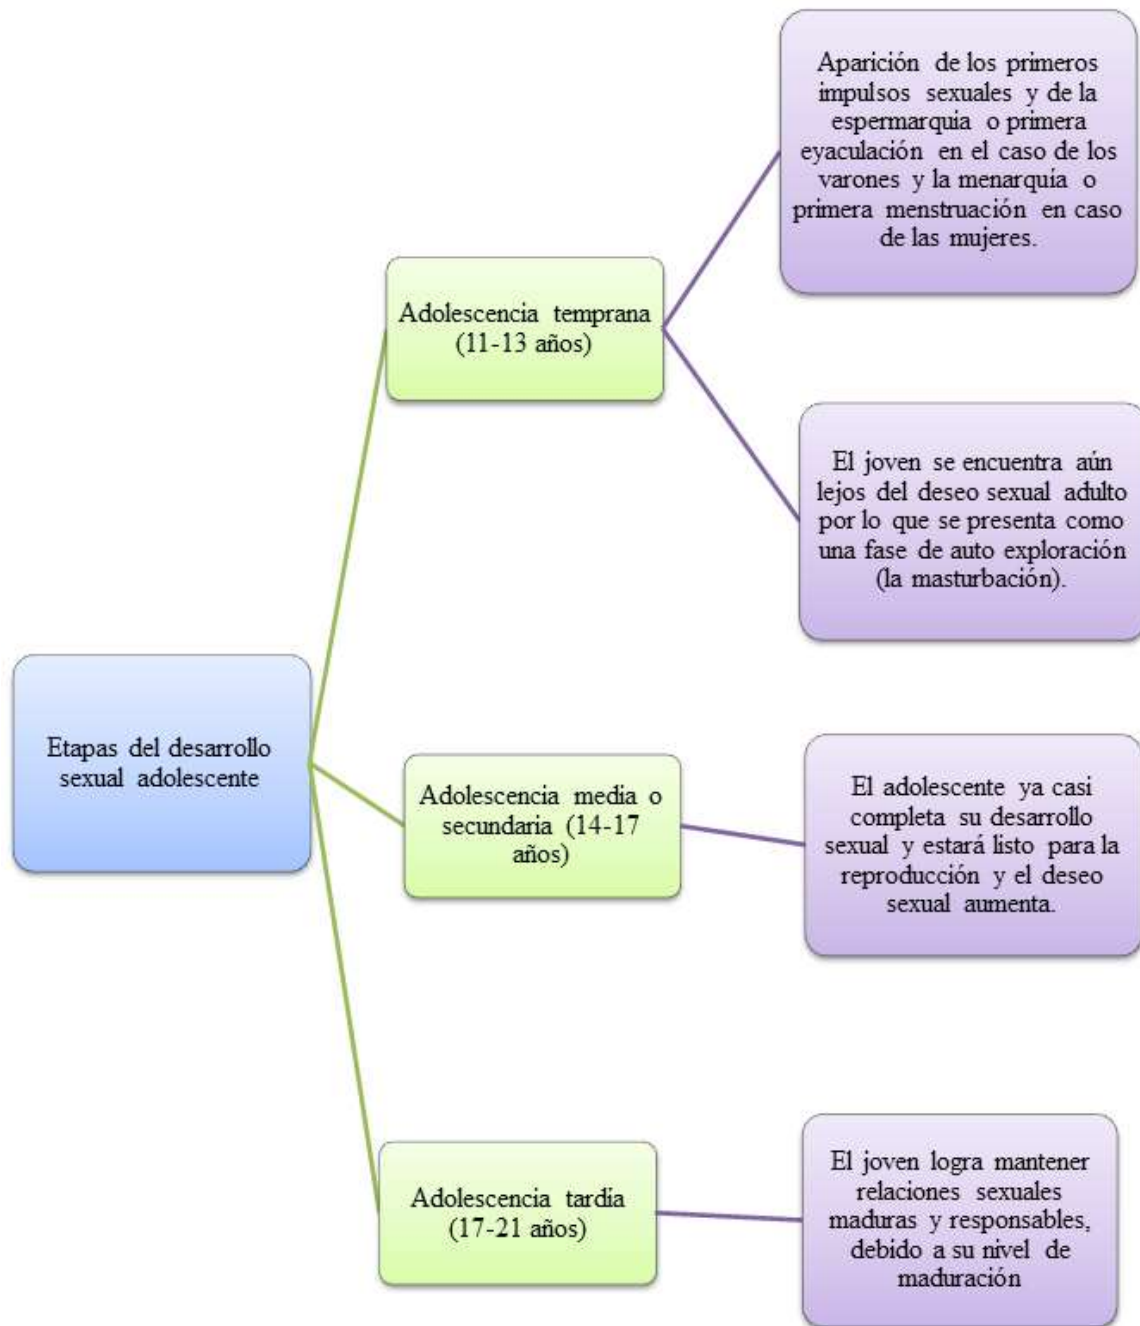 Etapas del desarrollo
sexual adolescente
Adolescencia temprana
(11-13 años)
Aparición de los primeros
impulsos sexuales y de la
espermarquia o primera
eyaculación en el caso de los
varones y la menarquía o
primera menstruación en caso
de las mujeres.
El joven se encuentra aún
lejos del deseo sexual adulto
por lo que se presenta como
una fase de auto exploración
(la masturbación).
Adolescencia media o
secundaria (14-17
años)
El adolescente ya casi
completa su desarrollo
sexual y estará listo para la
reproducción y el deseo
sexual aumenta.
Adolescencia tardía
(17-21 años)
El joven logra mantener
relaciones sexuales
maduras y responsables,
debido a su nivel de
maduración